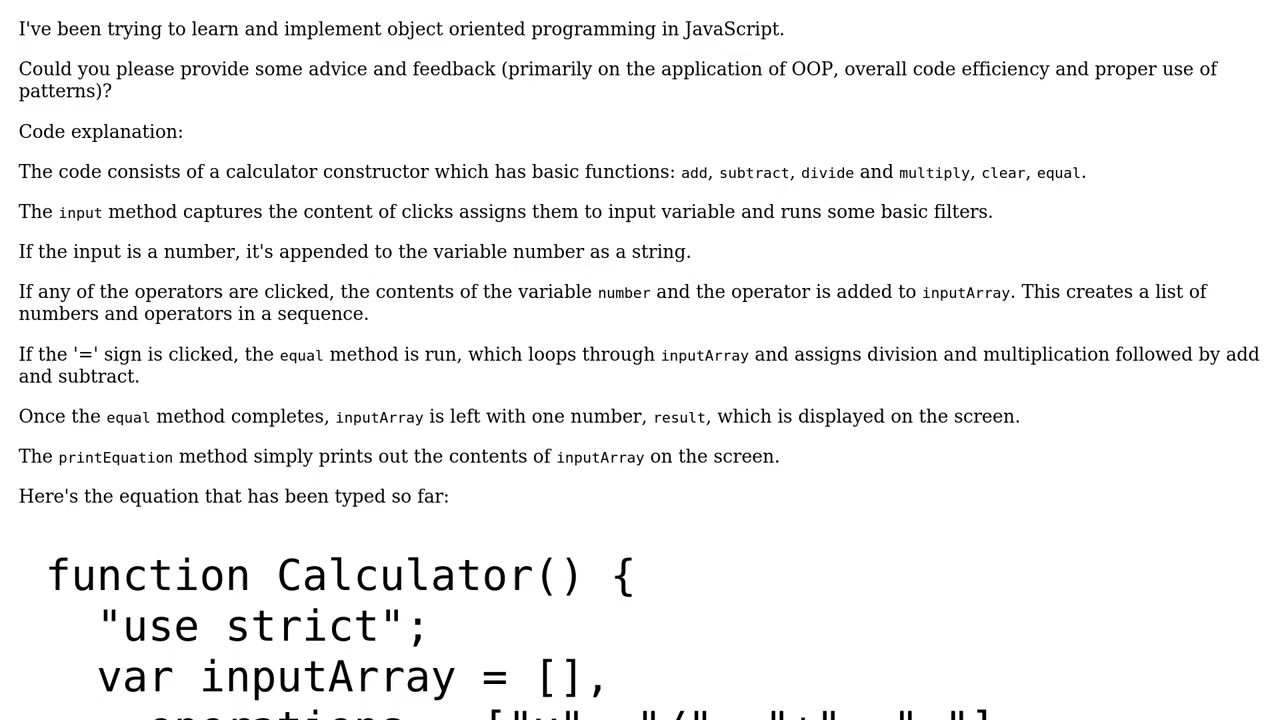 I've been trying to learn and implement object oriented programming in JavaScript.
Could you please provide some advice and feedback (primarily on the application of OOP, overall code efficiency and proper use of
patterns)?
Code explanation:
The code consists of a calculator constructor which has basic functions: add, subtract, divide and multiply, clear, equal.
The input method captures the content of clicks assigns them to input variable and runs some basic filters.
If the input is a number, it's appended to the variable number as a string.
If any of the operators are clicked, the contents of the variable number and the operator is added to inputArray. This creates a list of
numbers and operators in a sequence.
If the '=' sign is clicked, the equal method is run, which loops through inputArray and assigns division and multiplication followed by add
and subtract.
Once the equal method completes, inputArray is left with one number, result, which is displayed on the screen.
The printEquation method simply prints out the contents of inputArray on the screen.
Here's the equation that has been typed so far:
function Calculator() {
"use strict";
var inputArray = [],